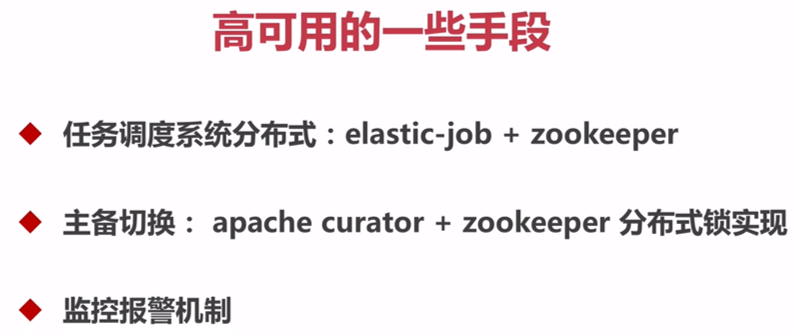 高可用的一些手段
任务调度系统分布式：elastic-job + zookeeper
主备切换： apache curator + zookeeper 分布式锁实现
监控报警机制